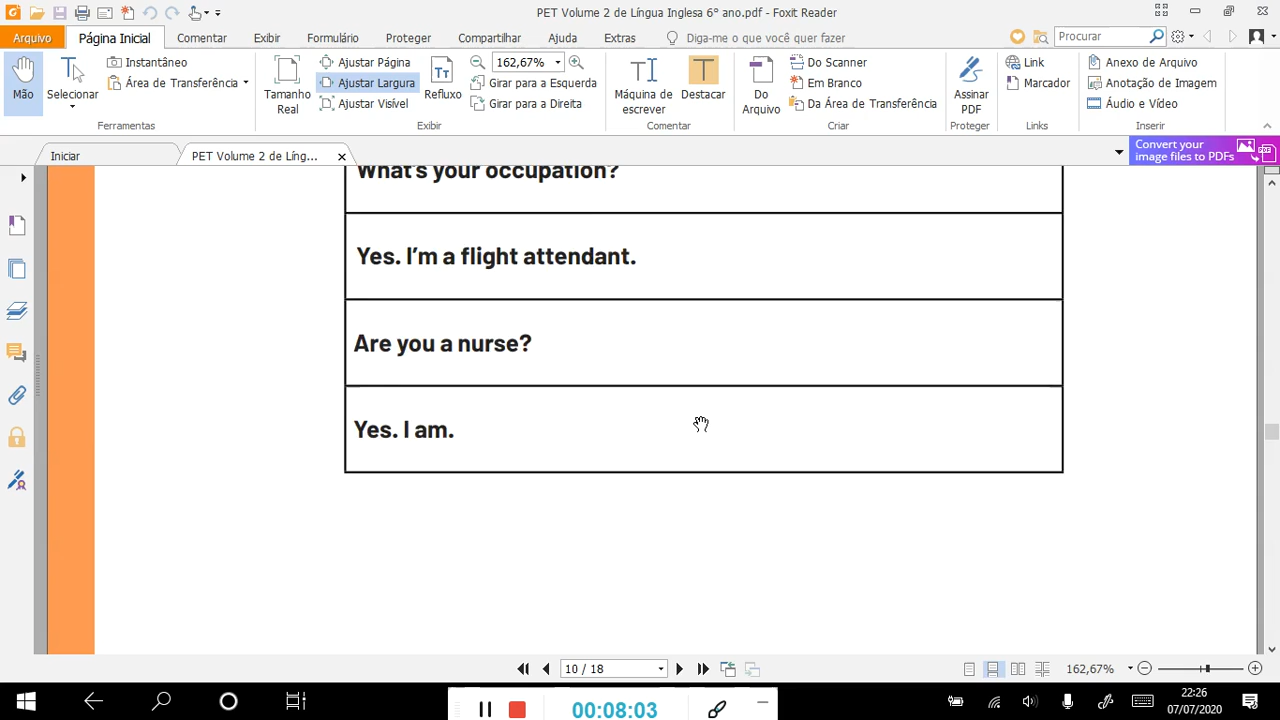 PET Volume 2 de Língua Inglesa 6° ano.pdf - Foxit Reader
Arquivo Página Inicial Comentar Exibir Formulário Proteger Compartilhar Ajuda Extras Diga-me o que você quer fazer Procurar
Mão Selecionar Instantâneo Área de Transferência Ferramentas
Tamanho Real Ajustar Página Ajustar Largura Ajustar Visível Refluxo 162,67% Girar para a Esquerda Girar para a Direita Exibir
Máquina de escrever Destacar Comentar
Do Arquivo Do Scanner Em Branco Da Área de Transferência Criar
Assinar PDF Proteger
Link Marcador Links
Anexo de Arquivo Anotação de Imagem Áudio e Vídeo Inserir
Iniciar PET Volume 2 de Líng...
Convert your
image files to PDFs
What's your occupation?
Yes. I'm a flight attendant.
Are you a nurse?
Yes. I am.
10 / 18 162,67%
22:26
07/07/2020
00:08:03